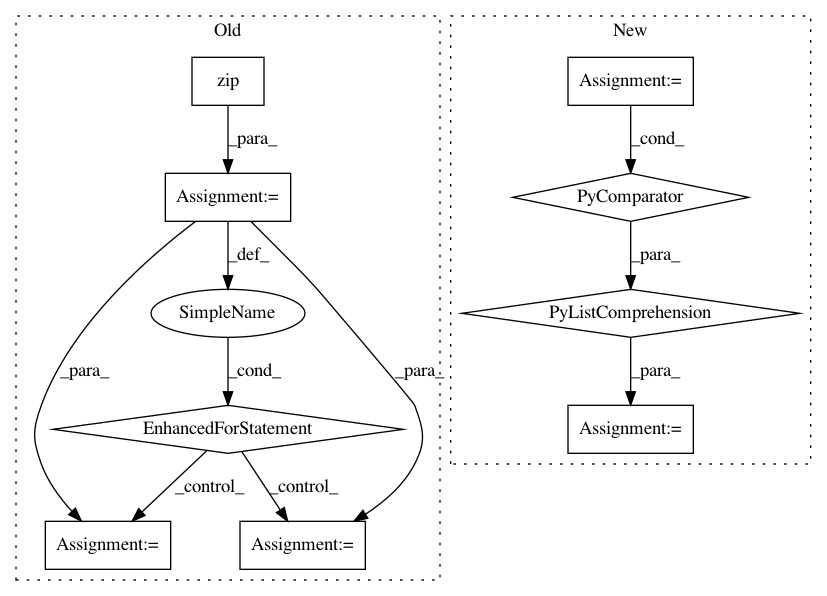 Old
New
zip
Assignment:=
_para_
_cond_
Assignment:=
PyComparator
_def_
_para_
SimpleName
PyListComprehension
_para_
_cond_
_para_
_para_
EnhancedForStatement
Assignment:=
_control_
_control_
Assignment:=
Assignment:=